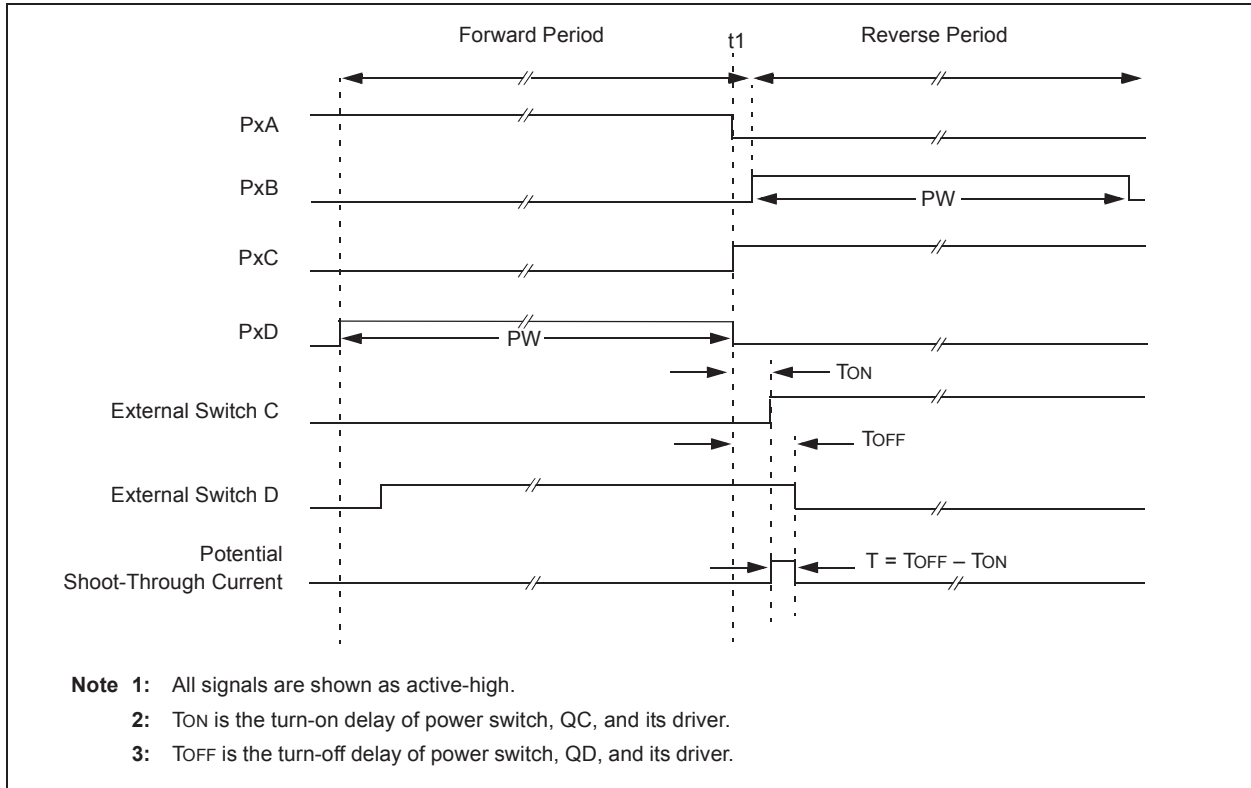 Forward Period
t1
Reverse Period
PxA
PxB
PW
PxC
PxD
PW
TON
External Switch C
TOFF
External Switch D
Potential
Shoot-Through Current
T = TOFF – TON
Note 1: All signals are shown as active-high.
2: TON is the turn-on delay of power switch, QC, and its driver.
3: TOFF is the turn-off delay of power switch, QD, and its driver.